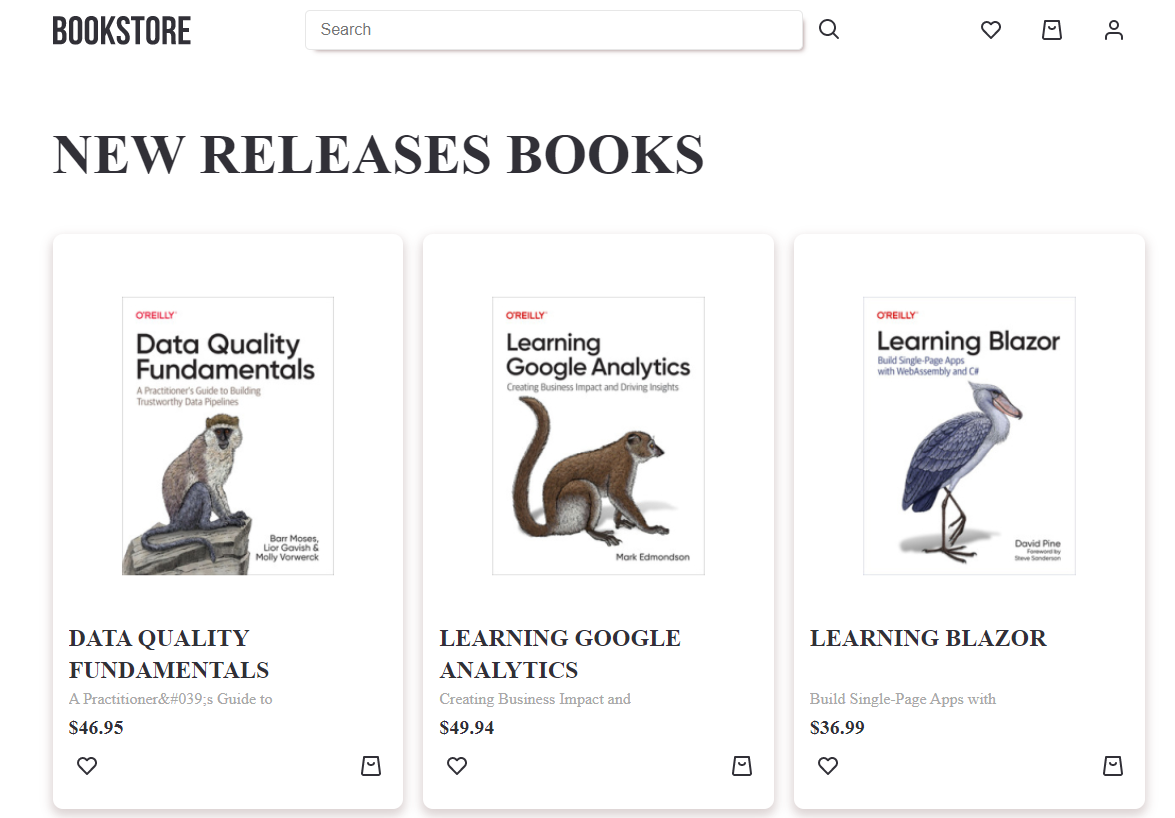 BOOKSTORE
Search
NEW RELEASES BOOKS
O'REILLY
Data Quality
Fundamentals
A Practitioner's Guide to Building
Trustworthy Data Pipelines
Barr Moses,
Lior Gavish &
Molly Vorwerck
DATA QUALITY
FUNDAMENTALS
A Practitioner&#039;s Guide to
$46.95
O'REILLY
Learning
Google Analytics
Creating Business Impact and Driving Insights
Mark Edmondson
LEARNING GOOGLE
ANALYTICS
Creating Business Impact and
$49.94
O'REILLY
Learning Blazor
Build Single-Page Apps
with WebAssembly and C#
David Pine
Foreword by
Steve Sanderson
LEARNING BLAZOR
Build Single-Page Apps with
$36.99